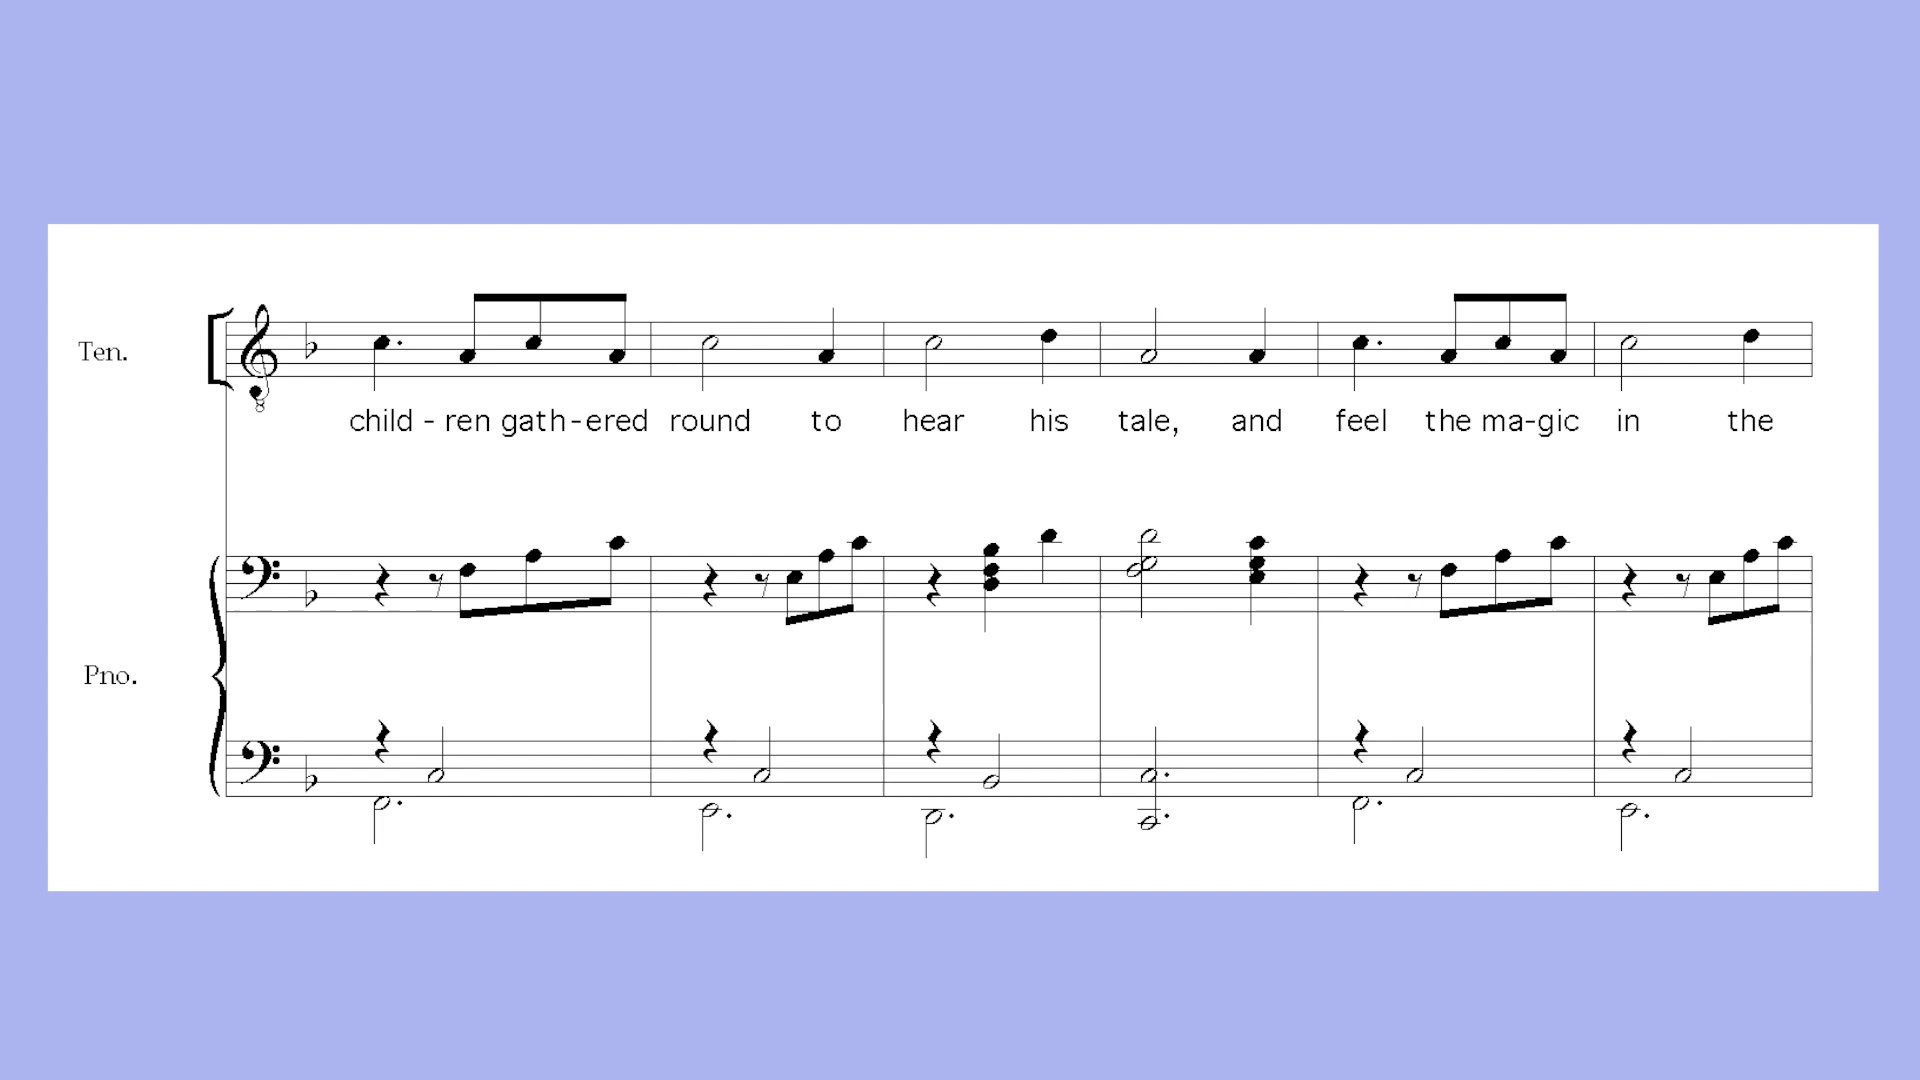 Ten.
child - ren gath-ered round to hear his tale, and feel the ma-gic in the
Pno.